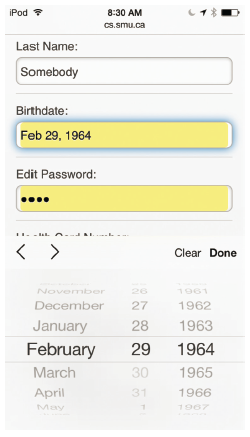 iPod 8:30 AM
cs.smu.ca
Last Name:
Somebody
Birthdate:
Feb 29, 1964
Edit Password:
Health Card Number:
Clear Done
November 26 1961
December 27 1962
January 28 1963
February 29 1964
March 30 1965
April 31 1966
May 1 1967